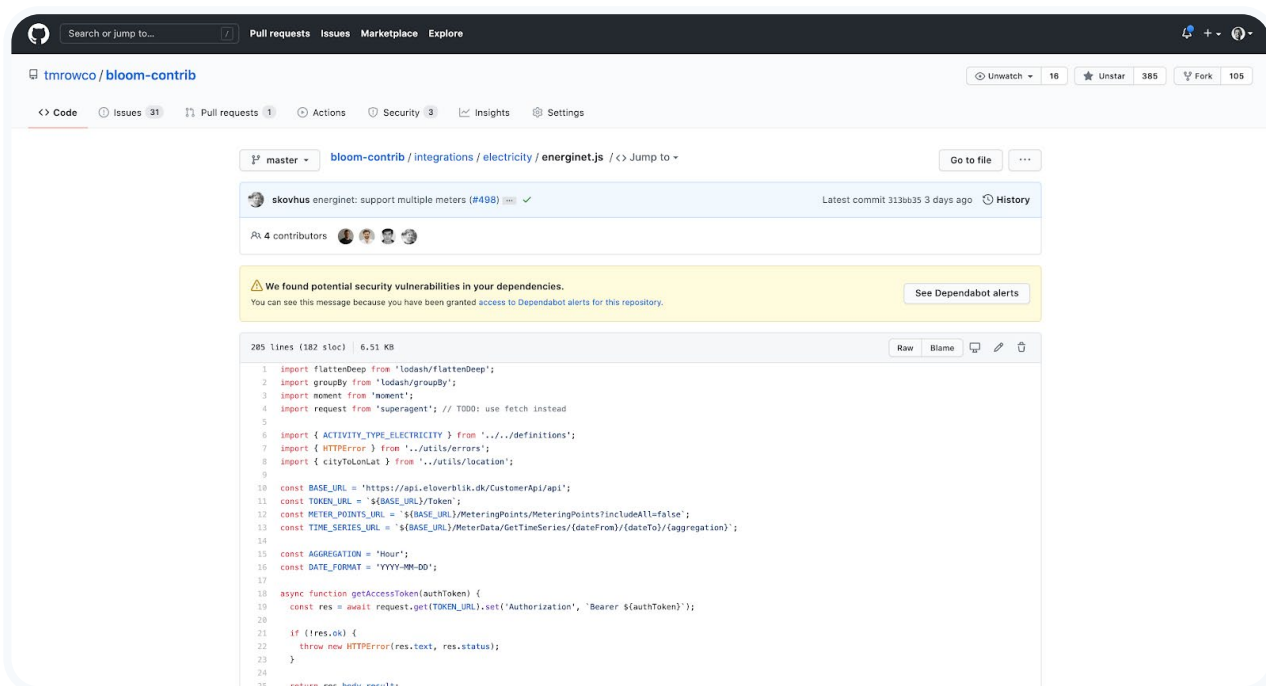 Search or jump to... / Pull requests Issues Marketplace Explore
tmrowco / bloom-contrib Unwatch 16 Unstar 385 Fork 105
<> Code Issues 31 Pull requests 1 Actions Security 3 Insights Settings
master bloom-contrib / integrations / electricity / energinet.js / <> Jump to Go to file ...
skovhus energinet: support multiple meters (#498) ... Latest commit 313bb35 3 days ago History
4 contributors
We found potential security vulnerabilities in your dependencies.
You can see this message because you have been granted access to Dependabot alerts for this repository.
See Dependabot alerts
205 lines (182 sloc) 6.51 KB Raw Blame
1 import flattenDeep from 'lodash/flattenDeep';
2 import groupBy from 'lodash/groupBy';
3 import moment from 'moment';
4 import request from 'superagent'; // TODO: use fetch instead
5
6 import { ACTIVITY_TYPE_ELECTRICITY } from '../../definitions';
7 import { HTTPError } from '../utils/errors';
8 import { cityToLonLat } from '../utils/location';
9
10 const BASE_URL = 'https://api.eloverblik.dk/CustomerApi/api';
11 const TOKEN_URL = `${BASE_URL}/Token`;
12 const METER_POINTS_URL = `${BASE_URL}/MeteringPoints/MeteringPoints?includeAll=false`;
13 const TIME_SERIES_URL = `${BASE_URL}/MeterData/GetTimeSeries/{dateFrom}/{dateTo}/{aggregation}`;
14
15 const AGGREGATION = 'Hour';
16 const DATE_FORMAT = 'YYYY-MM-DD';
17
18 async function getAccessToken(authToken) {
19 const res = await request.get(TOKEN_URL).set('Authorization', `Bearer ${authToken}`);
20
21 if (!res.ok) {
22 throw new HTTPError(res.text, res.status);
23 }
24
25 return res.body.result;